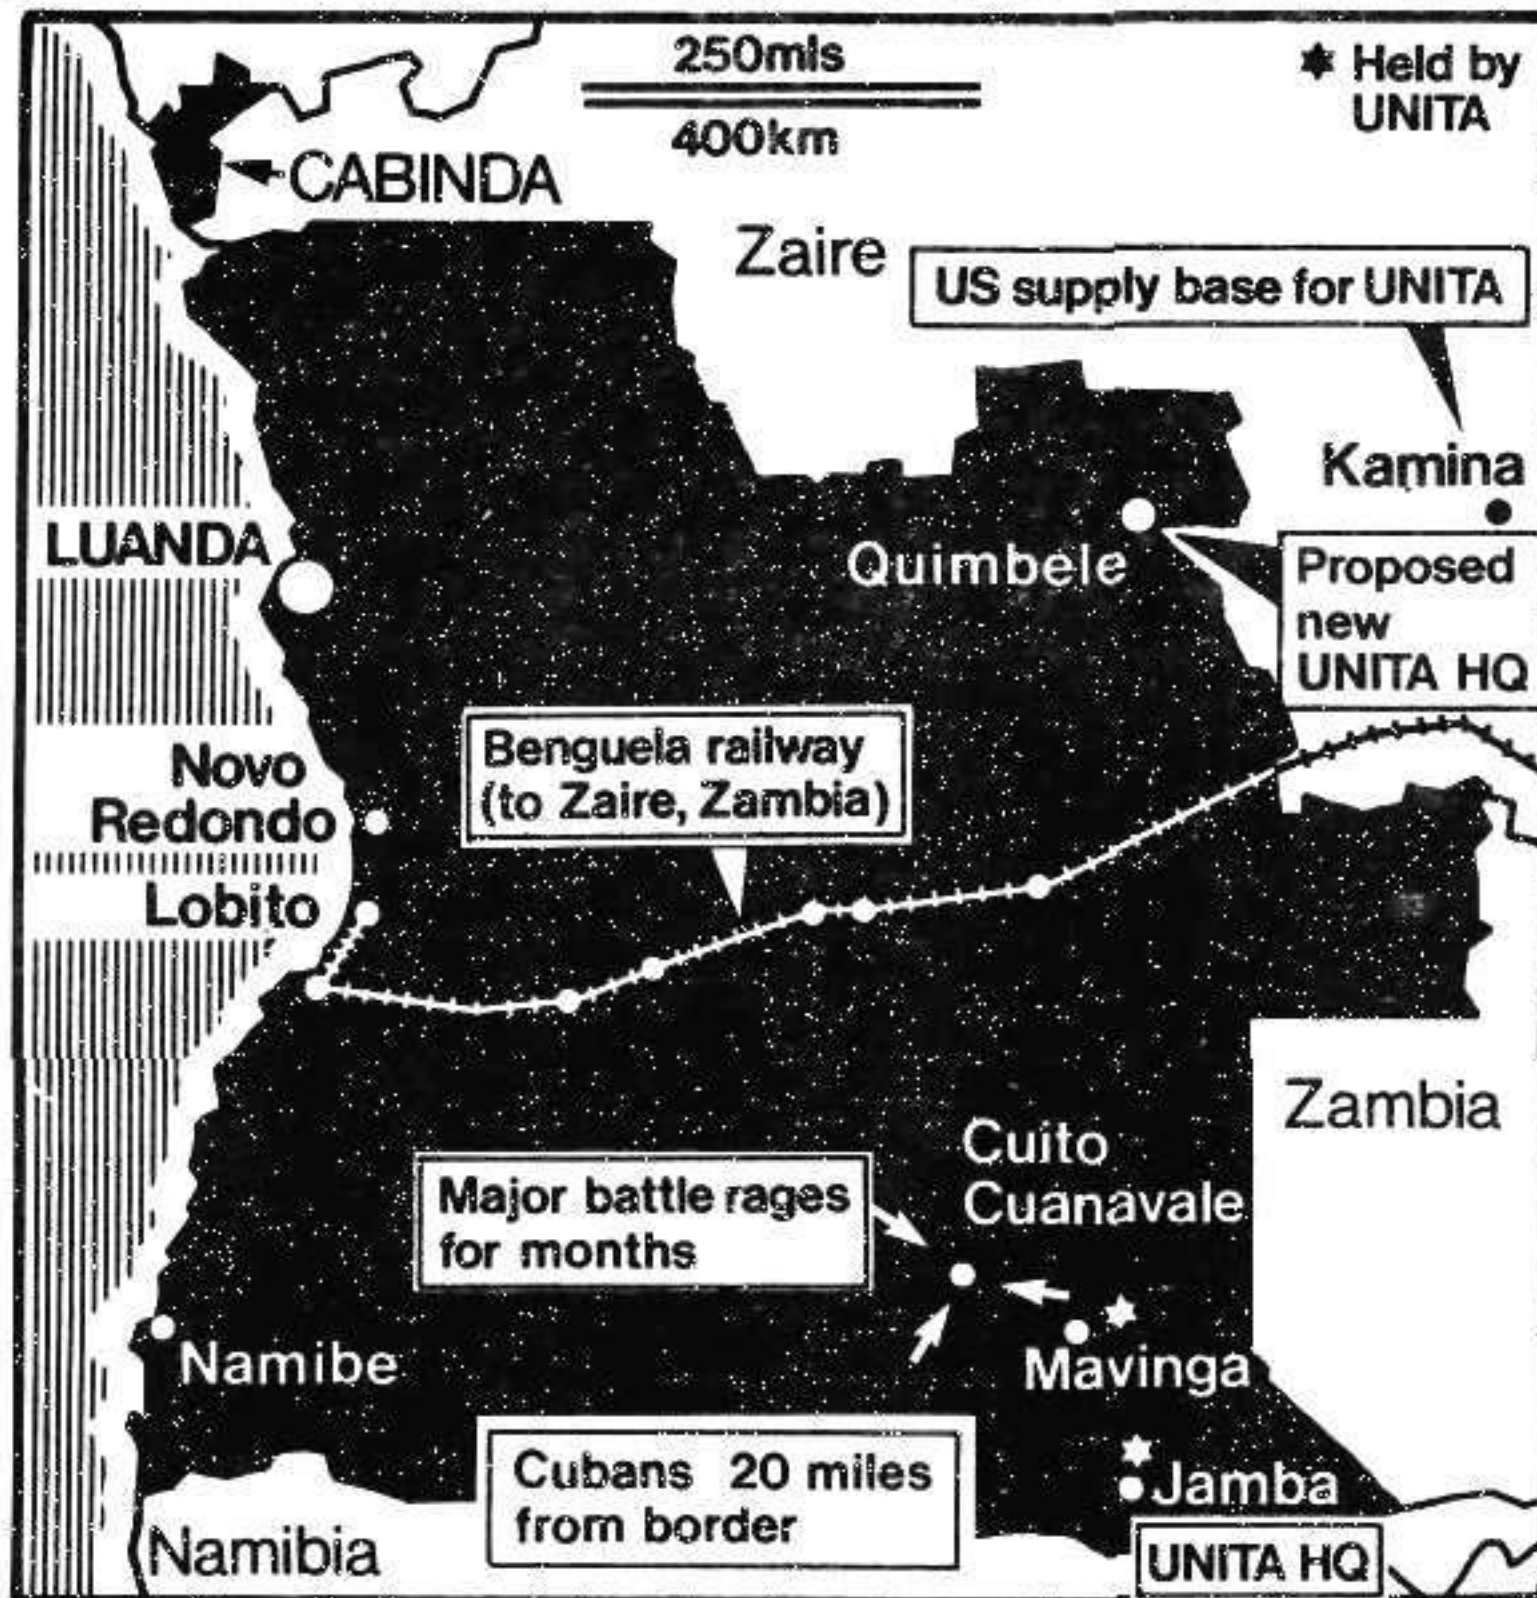 250mls
400km
Held by
UNITA
CABINDA
Zaire
US supply base for UNITA
Kamina
LUANDA
Quimbele
Proposed
new
UNITA HQ
Novo
Redondo
Benguela railway
(to Zaire, Zambia)
Lobito
Zambia
Cuito
Cuanavale
Major battle rages
for months
Namibe
Mavinga
Cubans 20 miles
from border
Jamba
Namibia
UNITA HQ